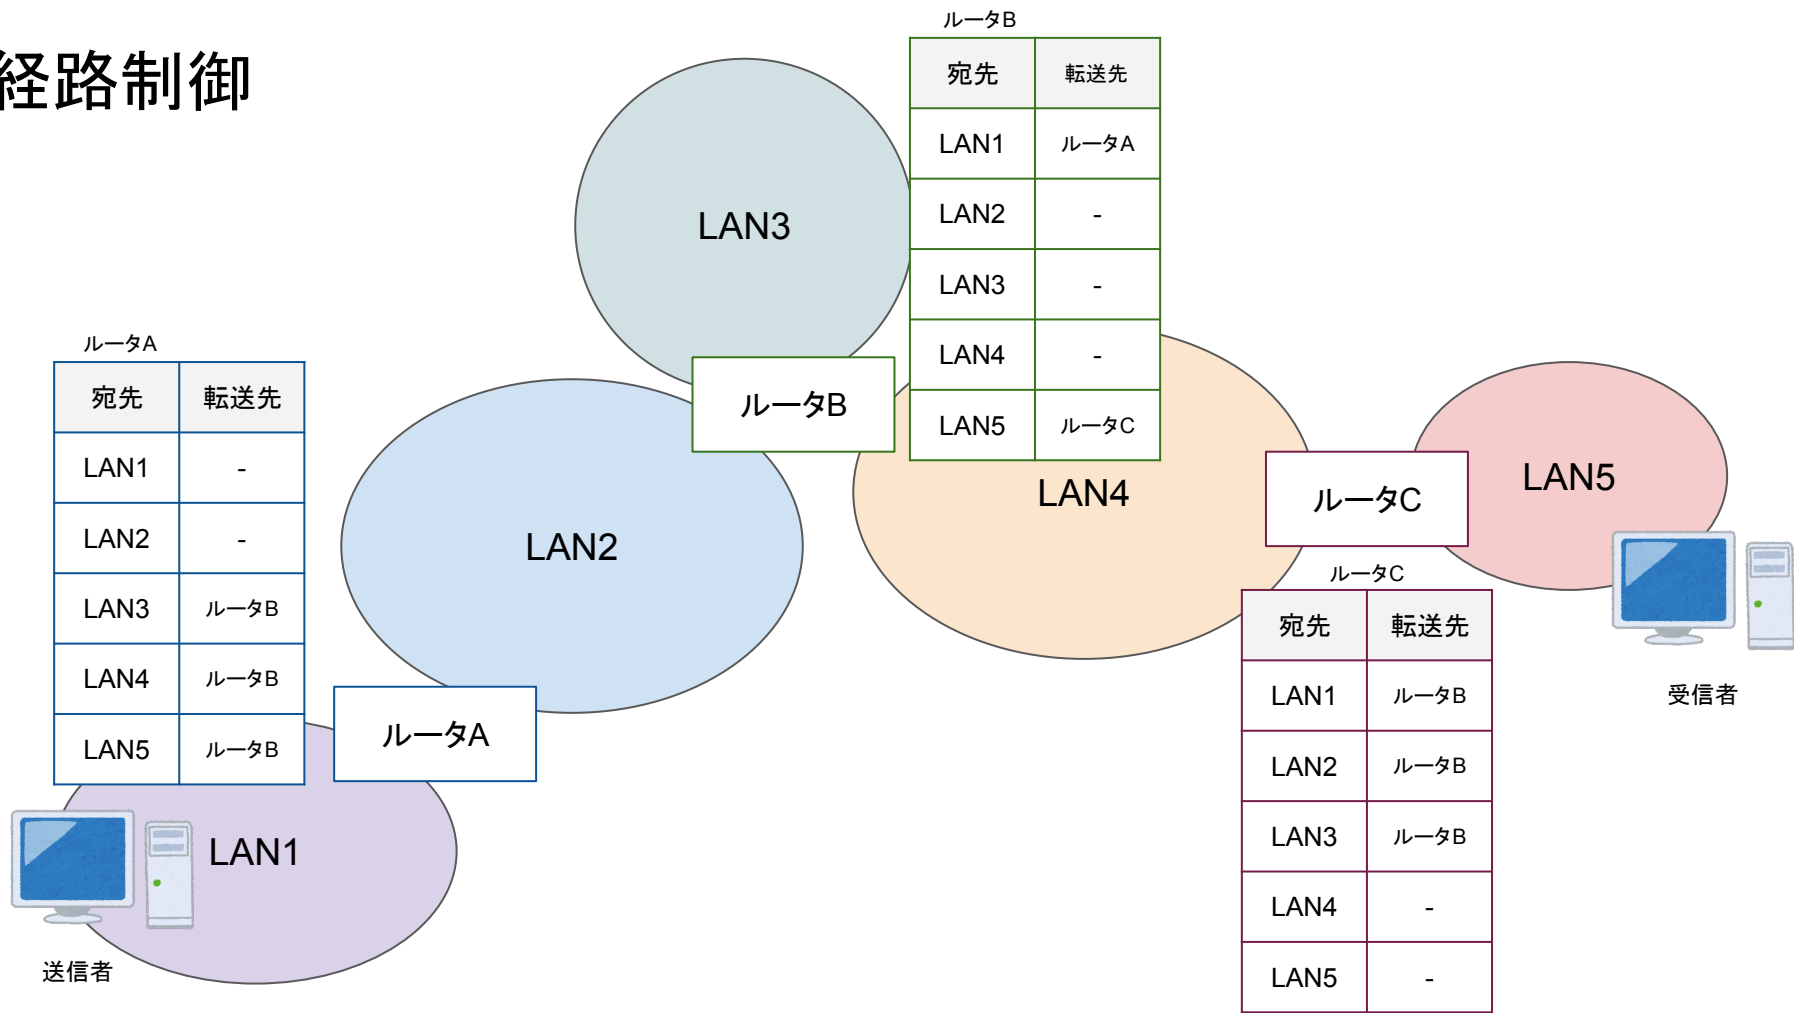 経路制御
ルータB
宛先 転送先
LAN1 ルータA
LAN2 -
LAN3 -
LAN4 -
LAN5 ルータC
LAN3
ルータB
ルータA
宛先 転送先
LAN1 -
LAN2 -
LAN3 ルータB
LAN4 ルータB
LAN5 ルータB
LAN2
LAN4
ルータC
LAN5
ルータA
LAN1
送信者
ルータC
宛先 転送先
LAN1 ルータB
LAN2 ルータB
LAN3 ルータB
LAN4 -
LAN5 -
受信者